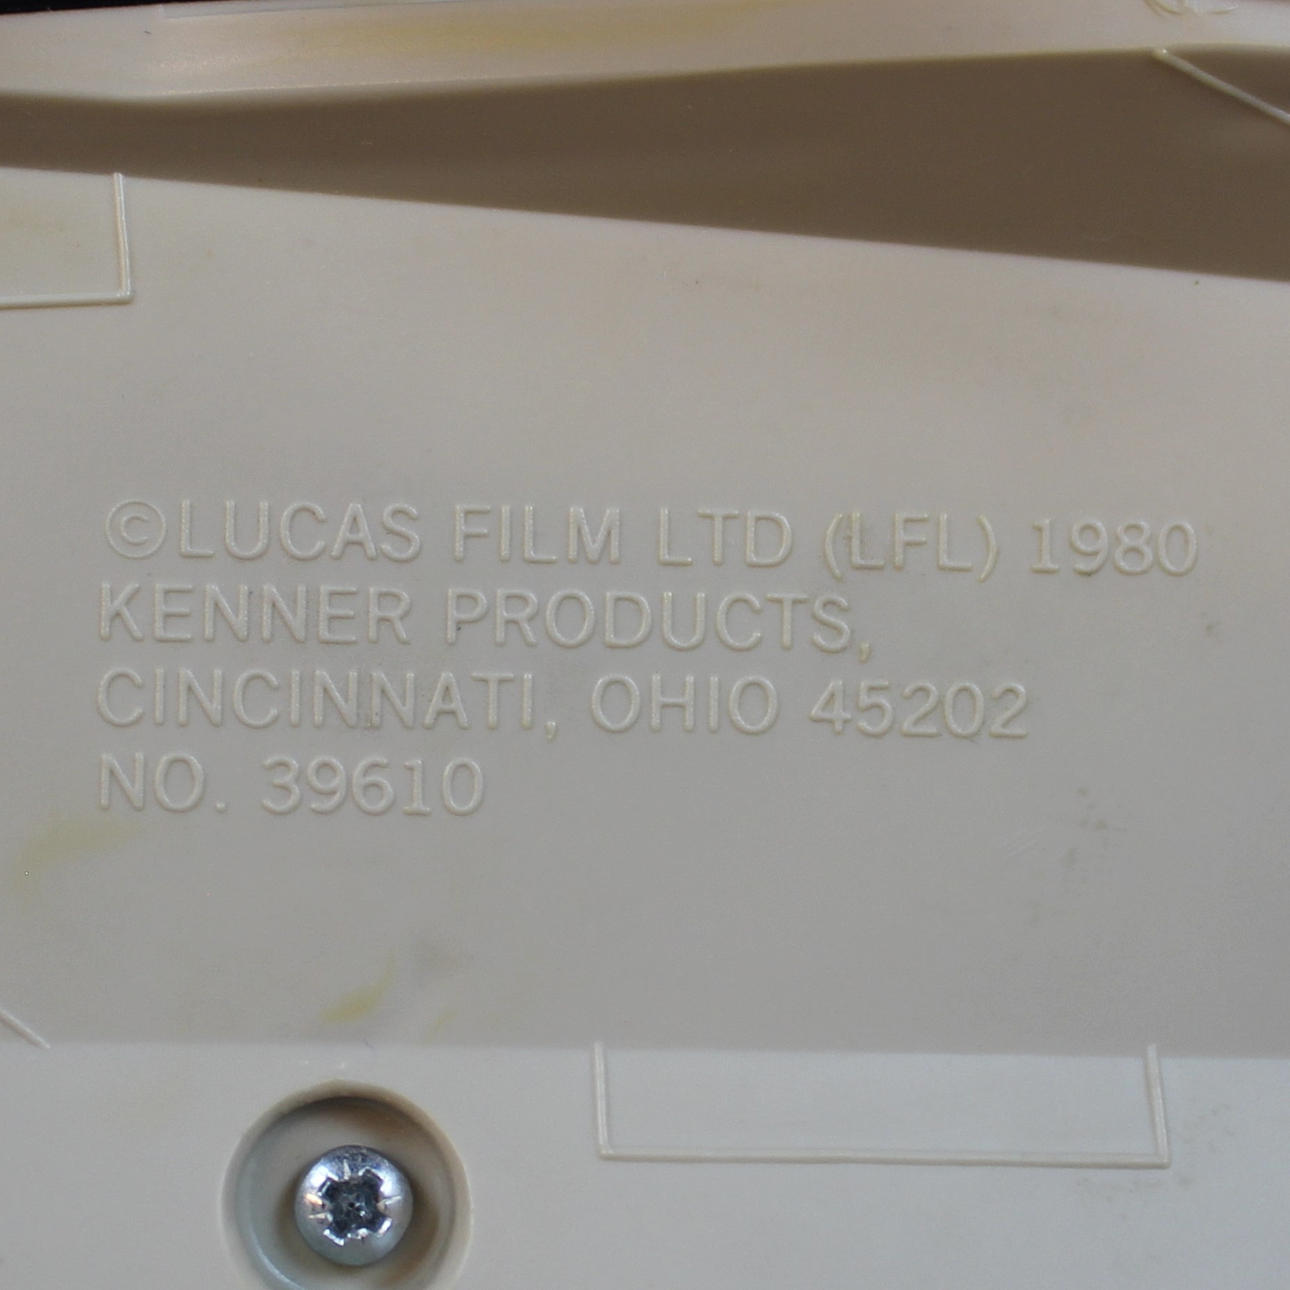 ©LUCAS FILM LTD (LFL) 1980
KENNER PRODUCTS,
CINCINNATI, OHIO 45202
NO. 39610